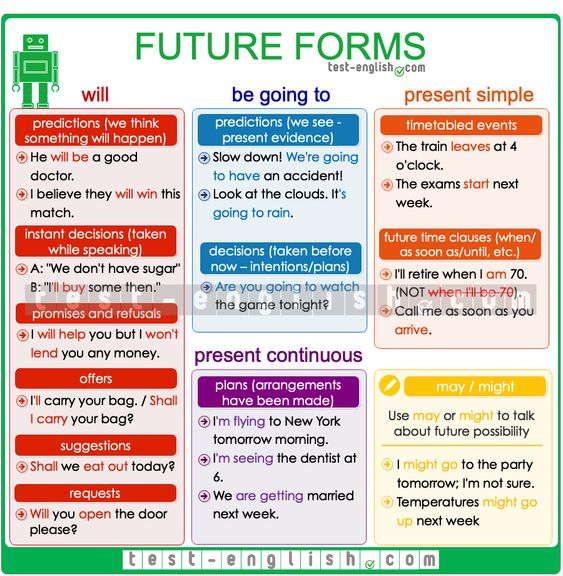 FUTURE FORMS
test-english.com
will
predictions (we think
something will happen)
He will be a good
doctor.
I believe they will win this
match.
instant decisions (taken
while speaking)
A: "We don't have sugar"
B: "I'll buy some then."
promises and refusals
I will help you but I won't
lend you any money.
offers
I'll carry your bag. / Shall
I carry your bag?
suggestions
Shall we eat out today?
requests
Will you open the door
please?
be going to
predictions (we see -
present evidence)
Slow down! We're going
to have an accident!
Look at the clouds. It's
going to rain.
decisions (taken before
now – intentions/plans)
Are you going to watch
the game tonight?
present continuous
plans (arrangements
have been made)
I'm flying to New York
tomorrow morning.
I'm seeing the dentist at
6.
We are getting married
next week.
present simple
timetabled events
The train leaves at 4
o'clock.
The exams start next
week.
future time clauses (when/
as soon as/until, etc.)
I'll retire when I am 70.
(NOT when I'll be 70).
Call me as soon as you
arrive.
may / might
Use may or might to talk
about future possibility
I might go to the party
tomorrow; I'm not sure.
Temperatures might go
up next week
test-english.com
test-english.com